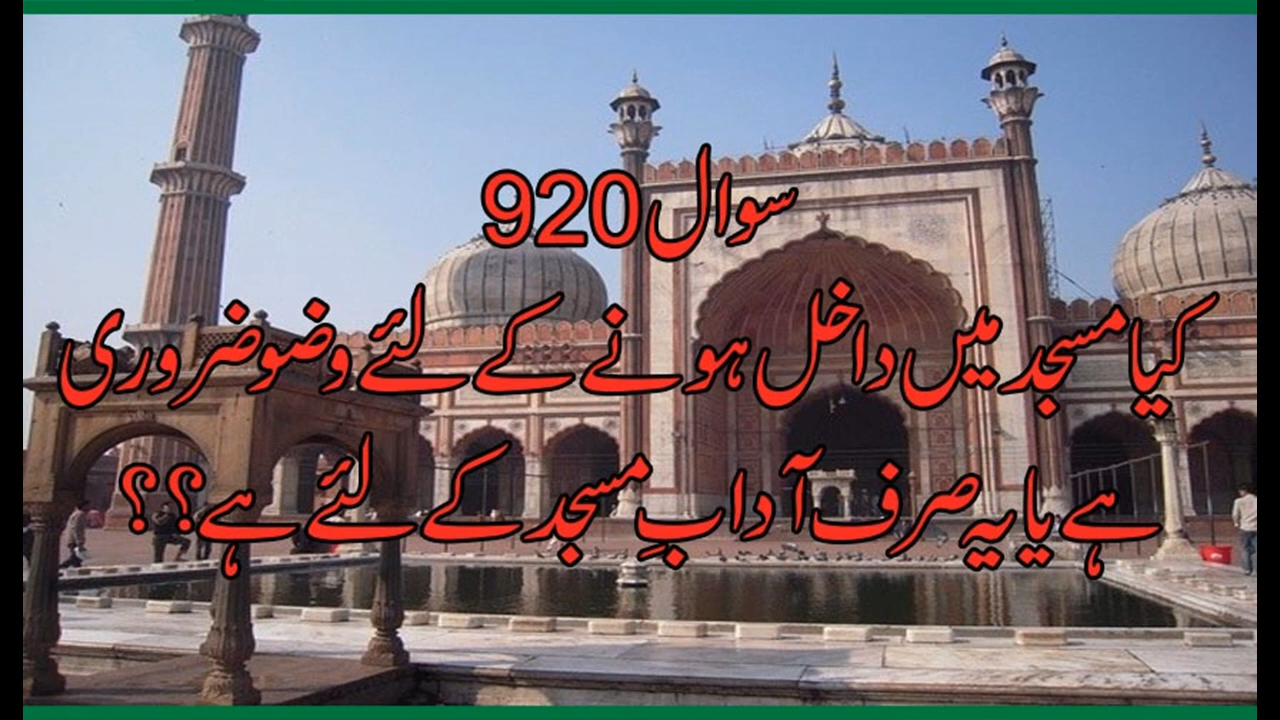 سوال 920
کیا مسجد میں داخل ہونے کے لئے وضو ضروری
ہے یا یہ صرف آدابِ مسجد کے لئے ہے؟؟